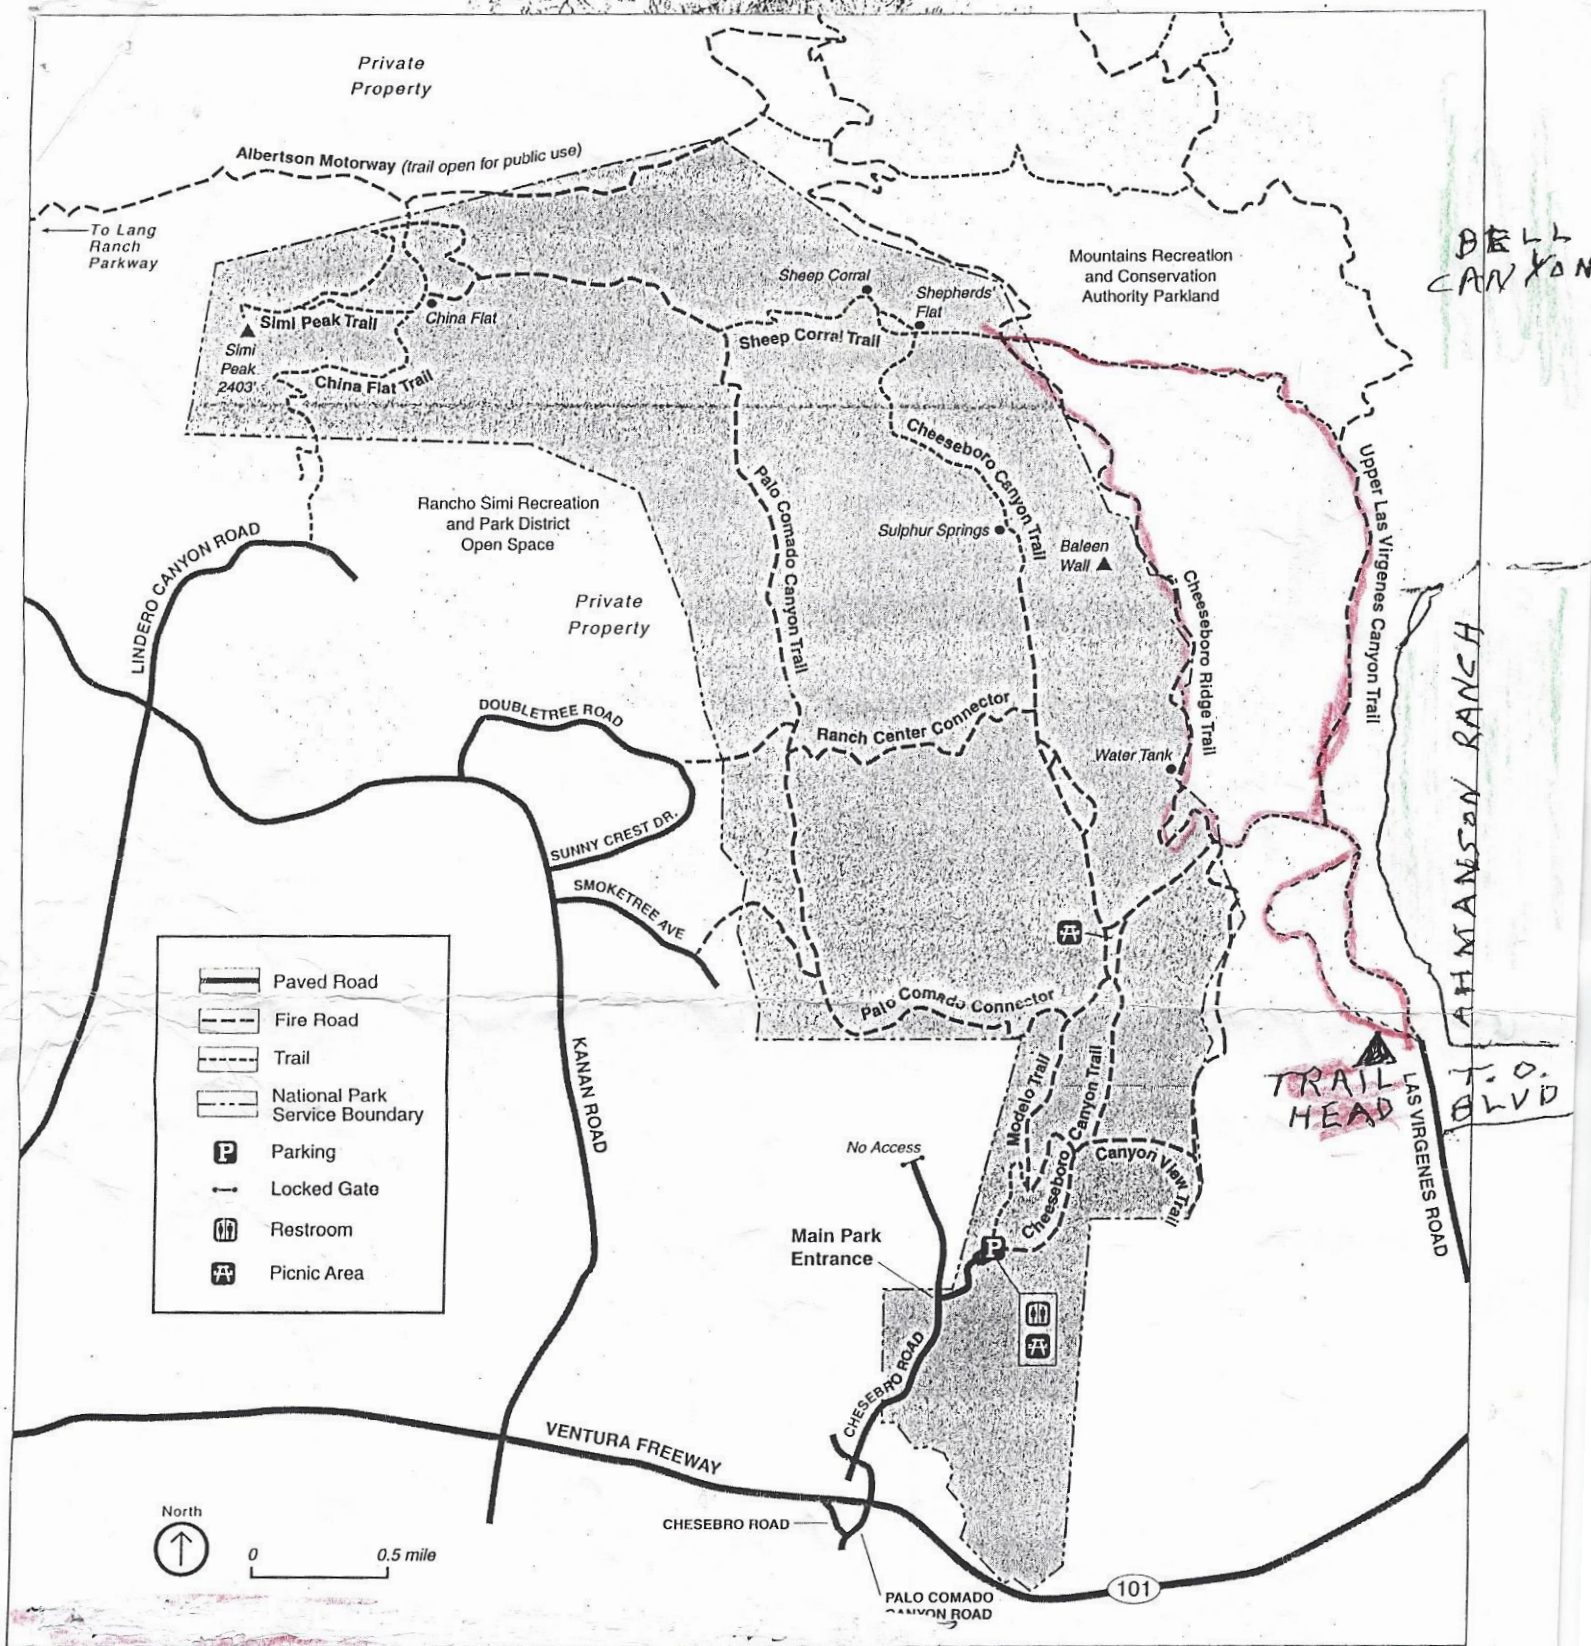 Private
Property
Albertson Motorway (trail open for public use)
To Lang
Ranch
Parkway
Mountains Recreation
and Conservation
Authority Parkland
BELL
CANYON
Sheep Corral
Shepherds'
Flat
China Flat
Simi Peak Trail
Sheep Corral Trail
Simi
Peak
2403'
China Flat Trail
Cheeseboro Canyon Trail
Upper Las Virgenes Canyon Trail
Palo Comado Canyon Trail
Rancho Simi Recreation
and Park District
Open Space
Sulphur Springs
Baleen
Wall
LINDERO CANYON ROAD
Private
Property
Cheeseboro Ridge Trail
AHMANSON RANCH
DOUBLETREE ROAD
Ranch Center Connector
Water Tank
SUNNY CREST DR.
SMOKETREE AVE
Paved Road
Fire Road
Trail
National Park
Service Boundary
P
Parking
Locked Gate
Restroom
Picnic Area
Palo Comado Connector
KANAN ROAD
Modelo Trail
Cheeseboro Canyon Trail
TRAIL
HEAD
LAS VIRGENES ROAD
T.O.
BLVD
No Access
Canyon View Trail
Main Park
Entrance
P
CHESEBRO ROAD
VENTURA FREEWAY
North
0 0.5 mile
CHESEBRO ROAD
101
PALO COMADO
CANYON ROAD